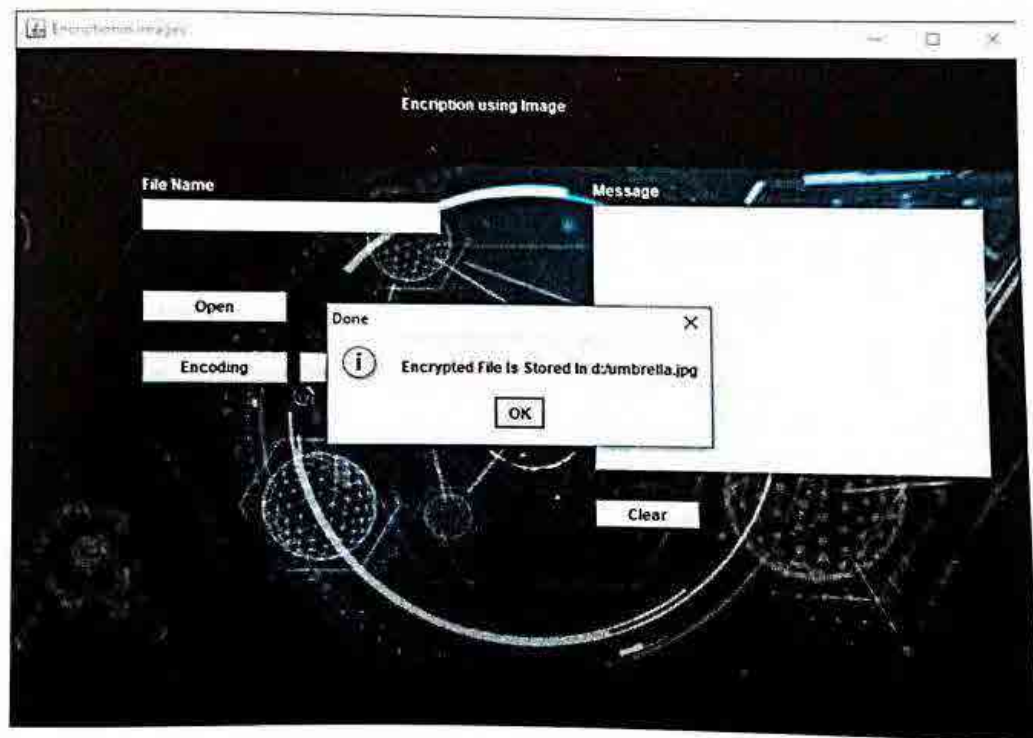 Encription using Image
File Name
Message
Open
Encoding
Done
Encrypted File Is Stored In d:/umbrella.jpg
OK
Clear